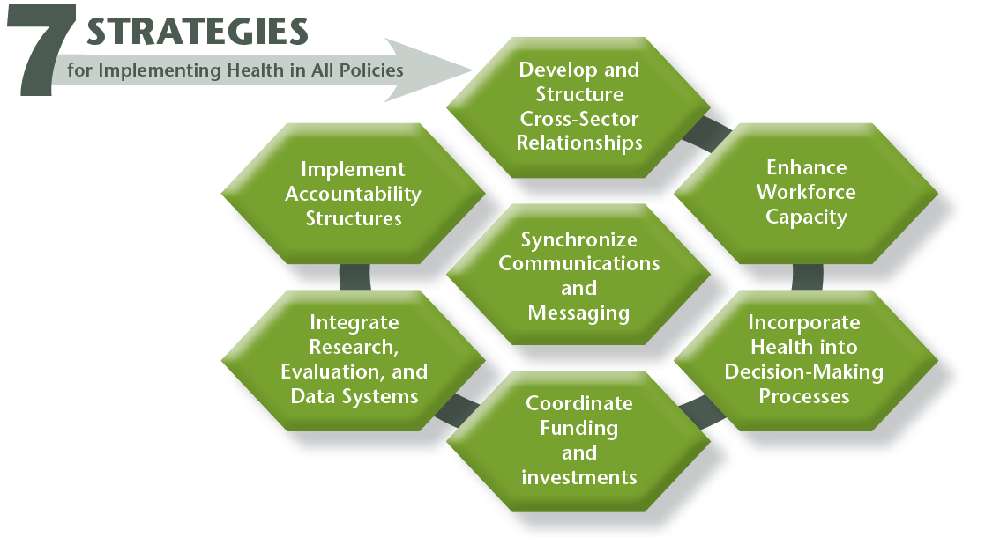 7 STRATEGIES
for Implementing Health in All Policies
Develop and
Structure
Cross-Sector
Relationships
Enhance
Workforce
Capacity
Incorporate
Health into
Decision-Making
Processes
Coordinate
Funding
and
investments
Integrate
Research,
Evaluation, and
Data Systems
Implement
Accountability
Structures
Synchronize
Communications
and
Messaging